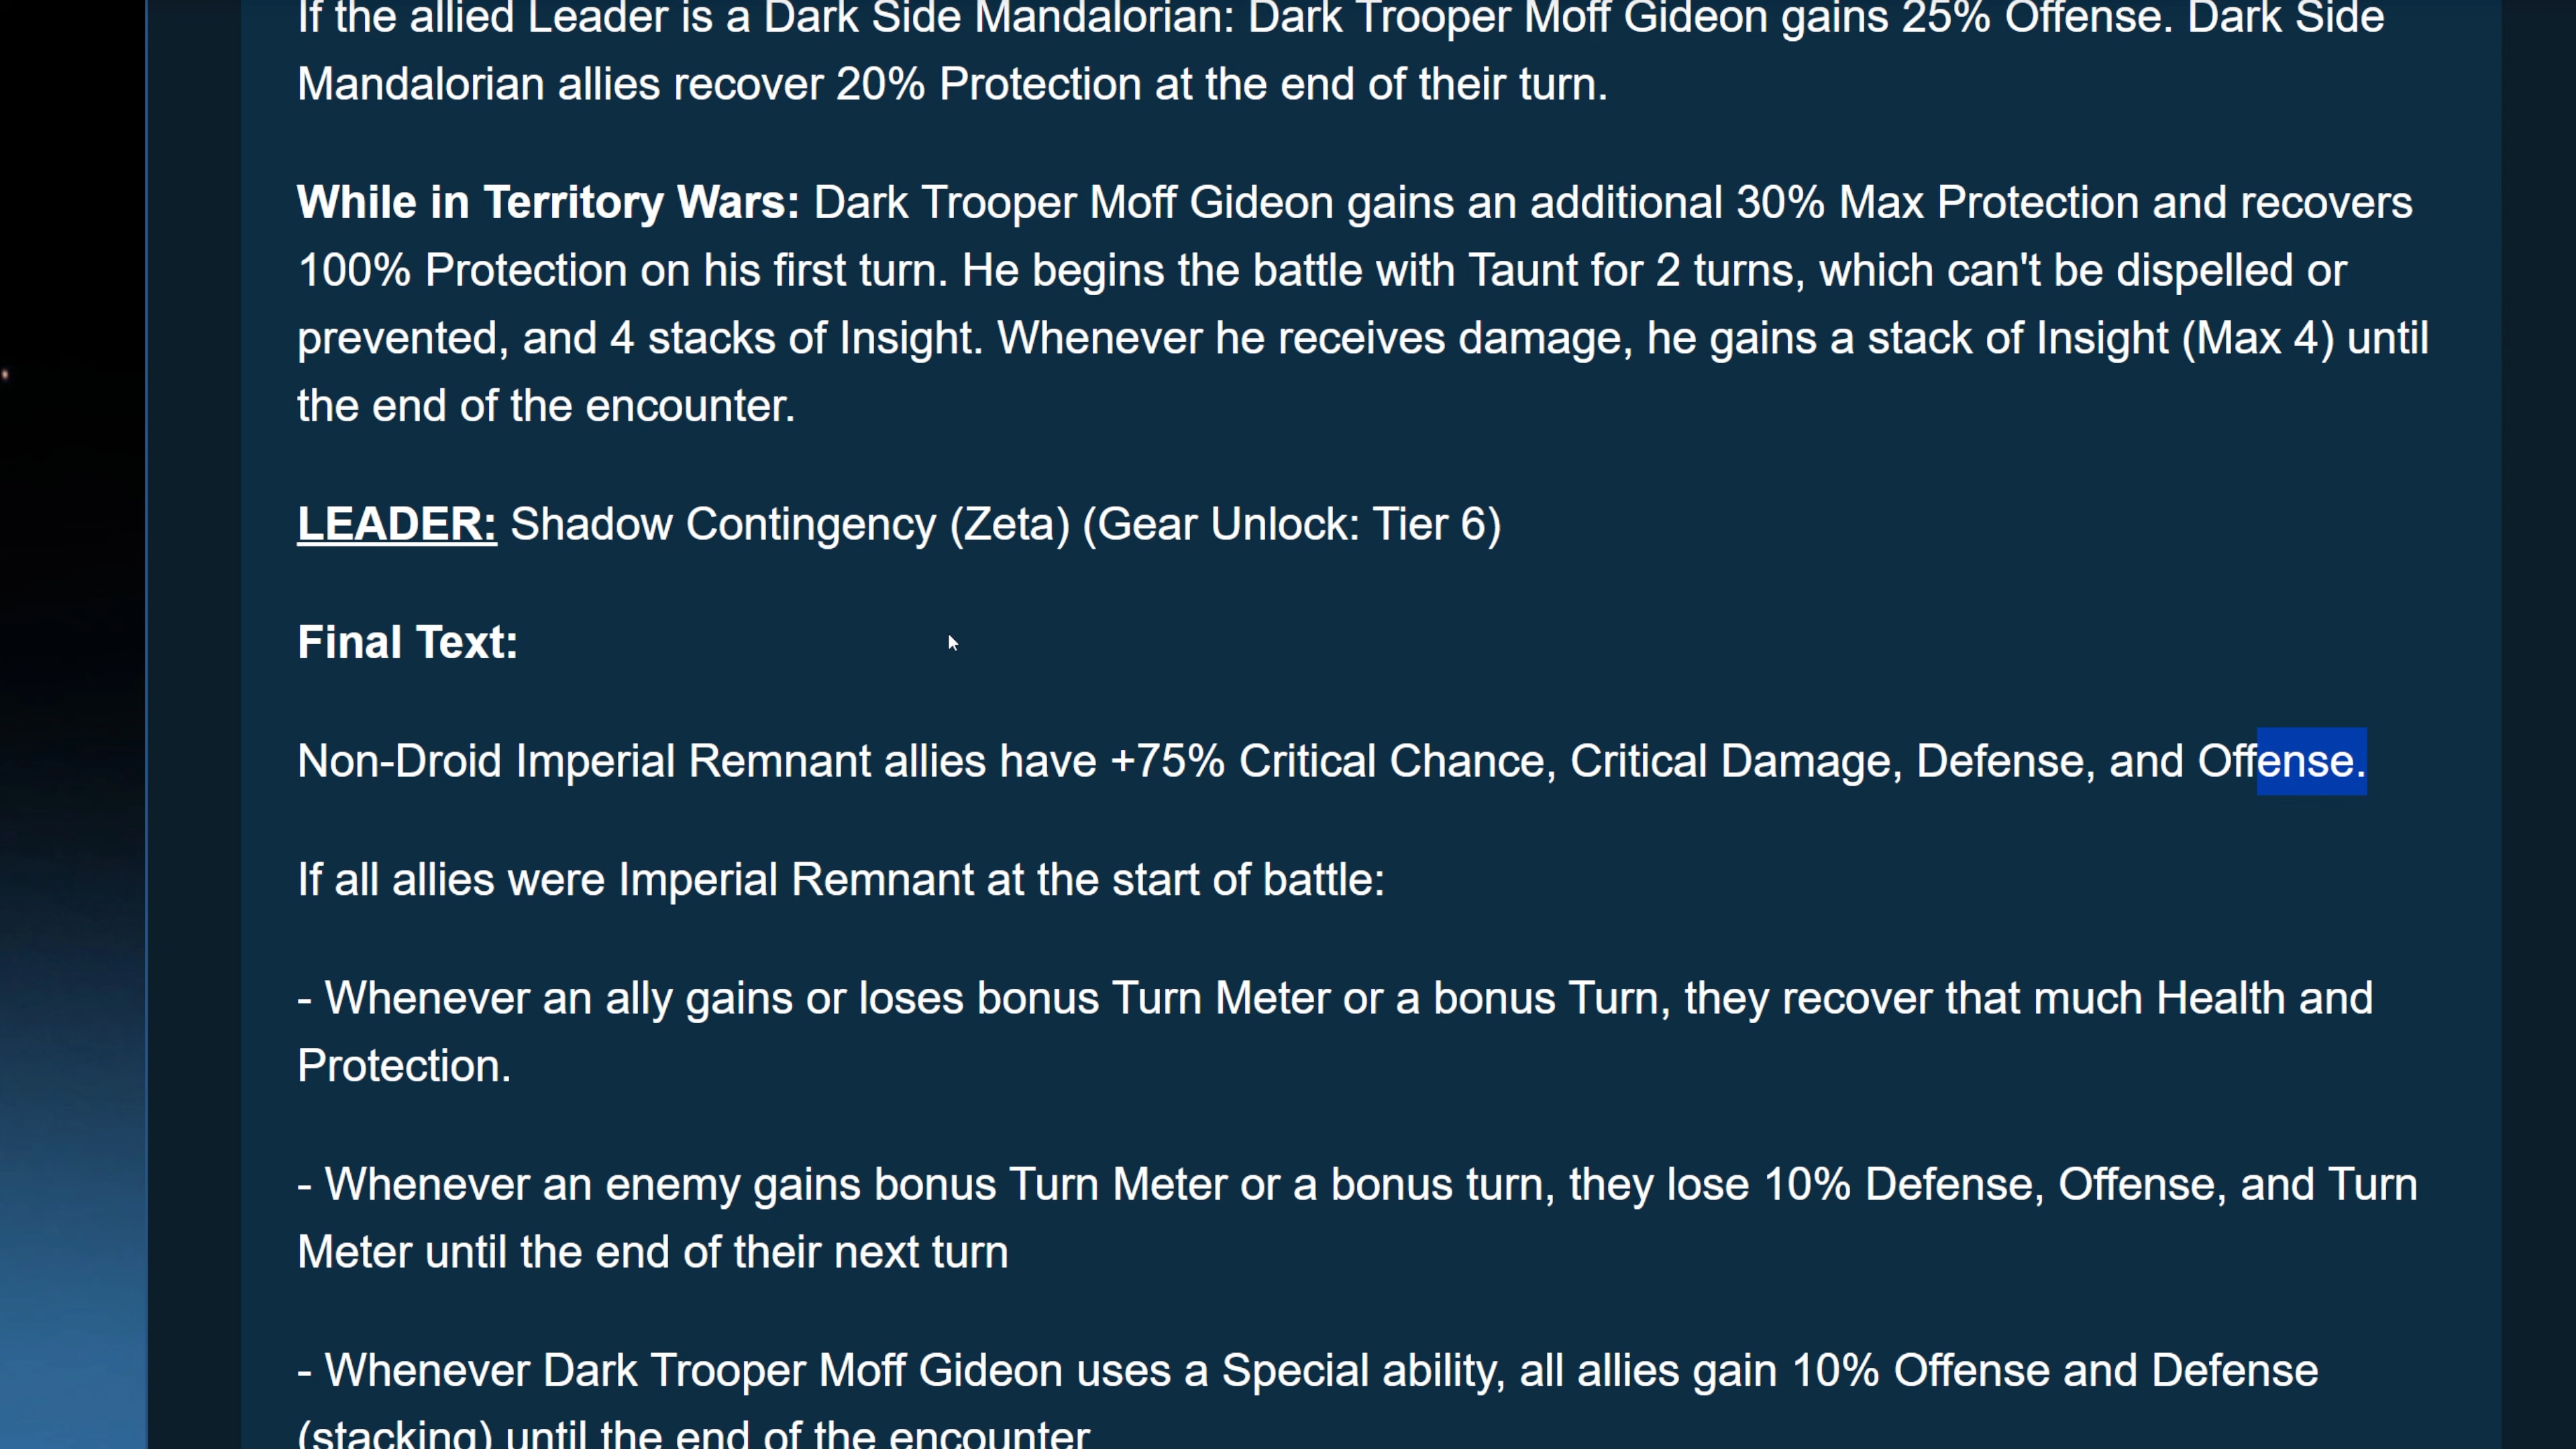 If the allied Leader is a Dark Side Mandalorian: Dark Trooper Moff Gideon gains 25% Offense. Dark Side
Mandalorian allies recover 20% Protection at the end of their turn.
While in Territory Wars: Dark Trooper Moff Gideon gains an additional 30% Max Protection and recovers
100% Protection on his first turn. He begins the battle with Taunt for 2 turns, which can't be dispelled or
prevented, and 4 stacks of Insight. Whenever he receives damage, he gains a stack of Insight (Max 4) until
the end of the encounter.
LEADER: Shadow Contingency (Zeta) (Gear Unlock: Tier 6)
Final Text:
Non-Droid Imperial Remnant allies have +75% Critical Chance, Critical Damage, Defense, and Offense.
If all allies were Imperial Remnant at the start of battle:
- Whenever an ally gains or loses bonus Turn Meter or a bonus Turn, they recover that much Health and
Protection.
- Whenever an enemy gains bonus Turn Meter or a bonus turn, they lose 10% Defense, Offense, and Turn
Meter until the end of their next turn
- Whenever Dark Trooper Moff Gideon uses a Special ability, all allies gain 10% Offense and Defense
(stacking) until the end of the encounter